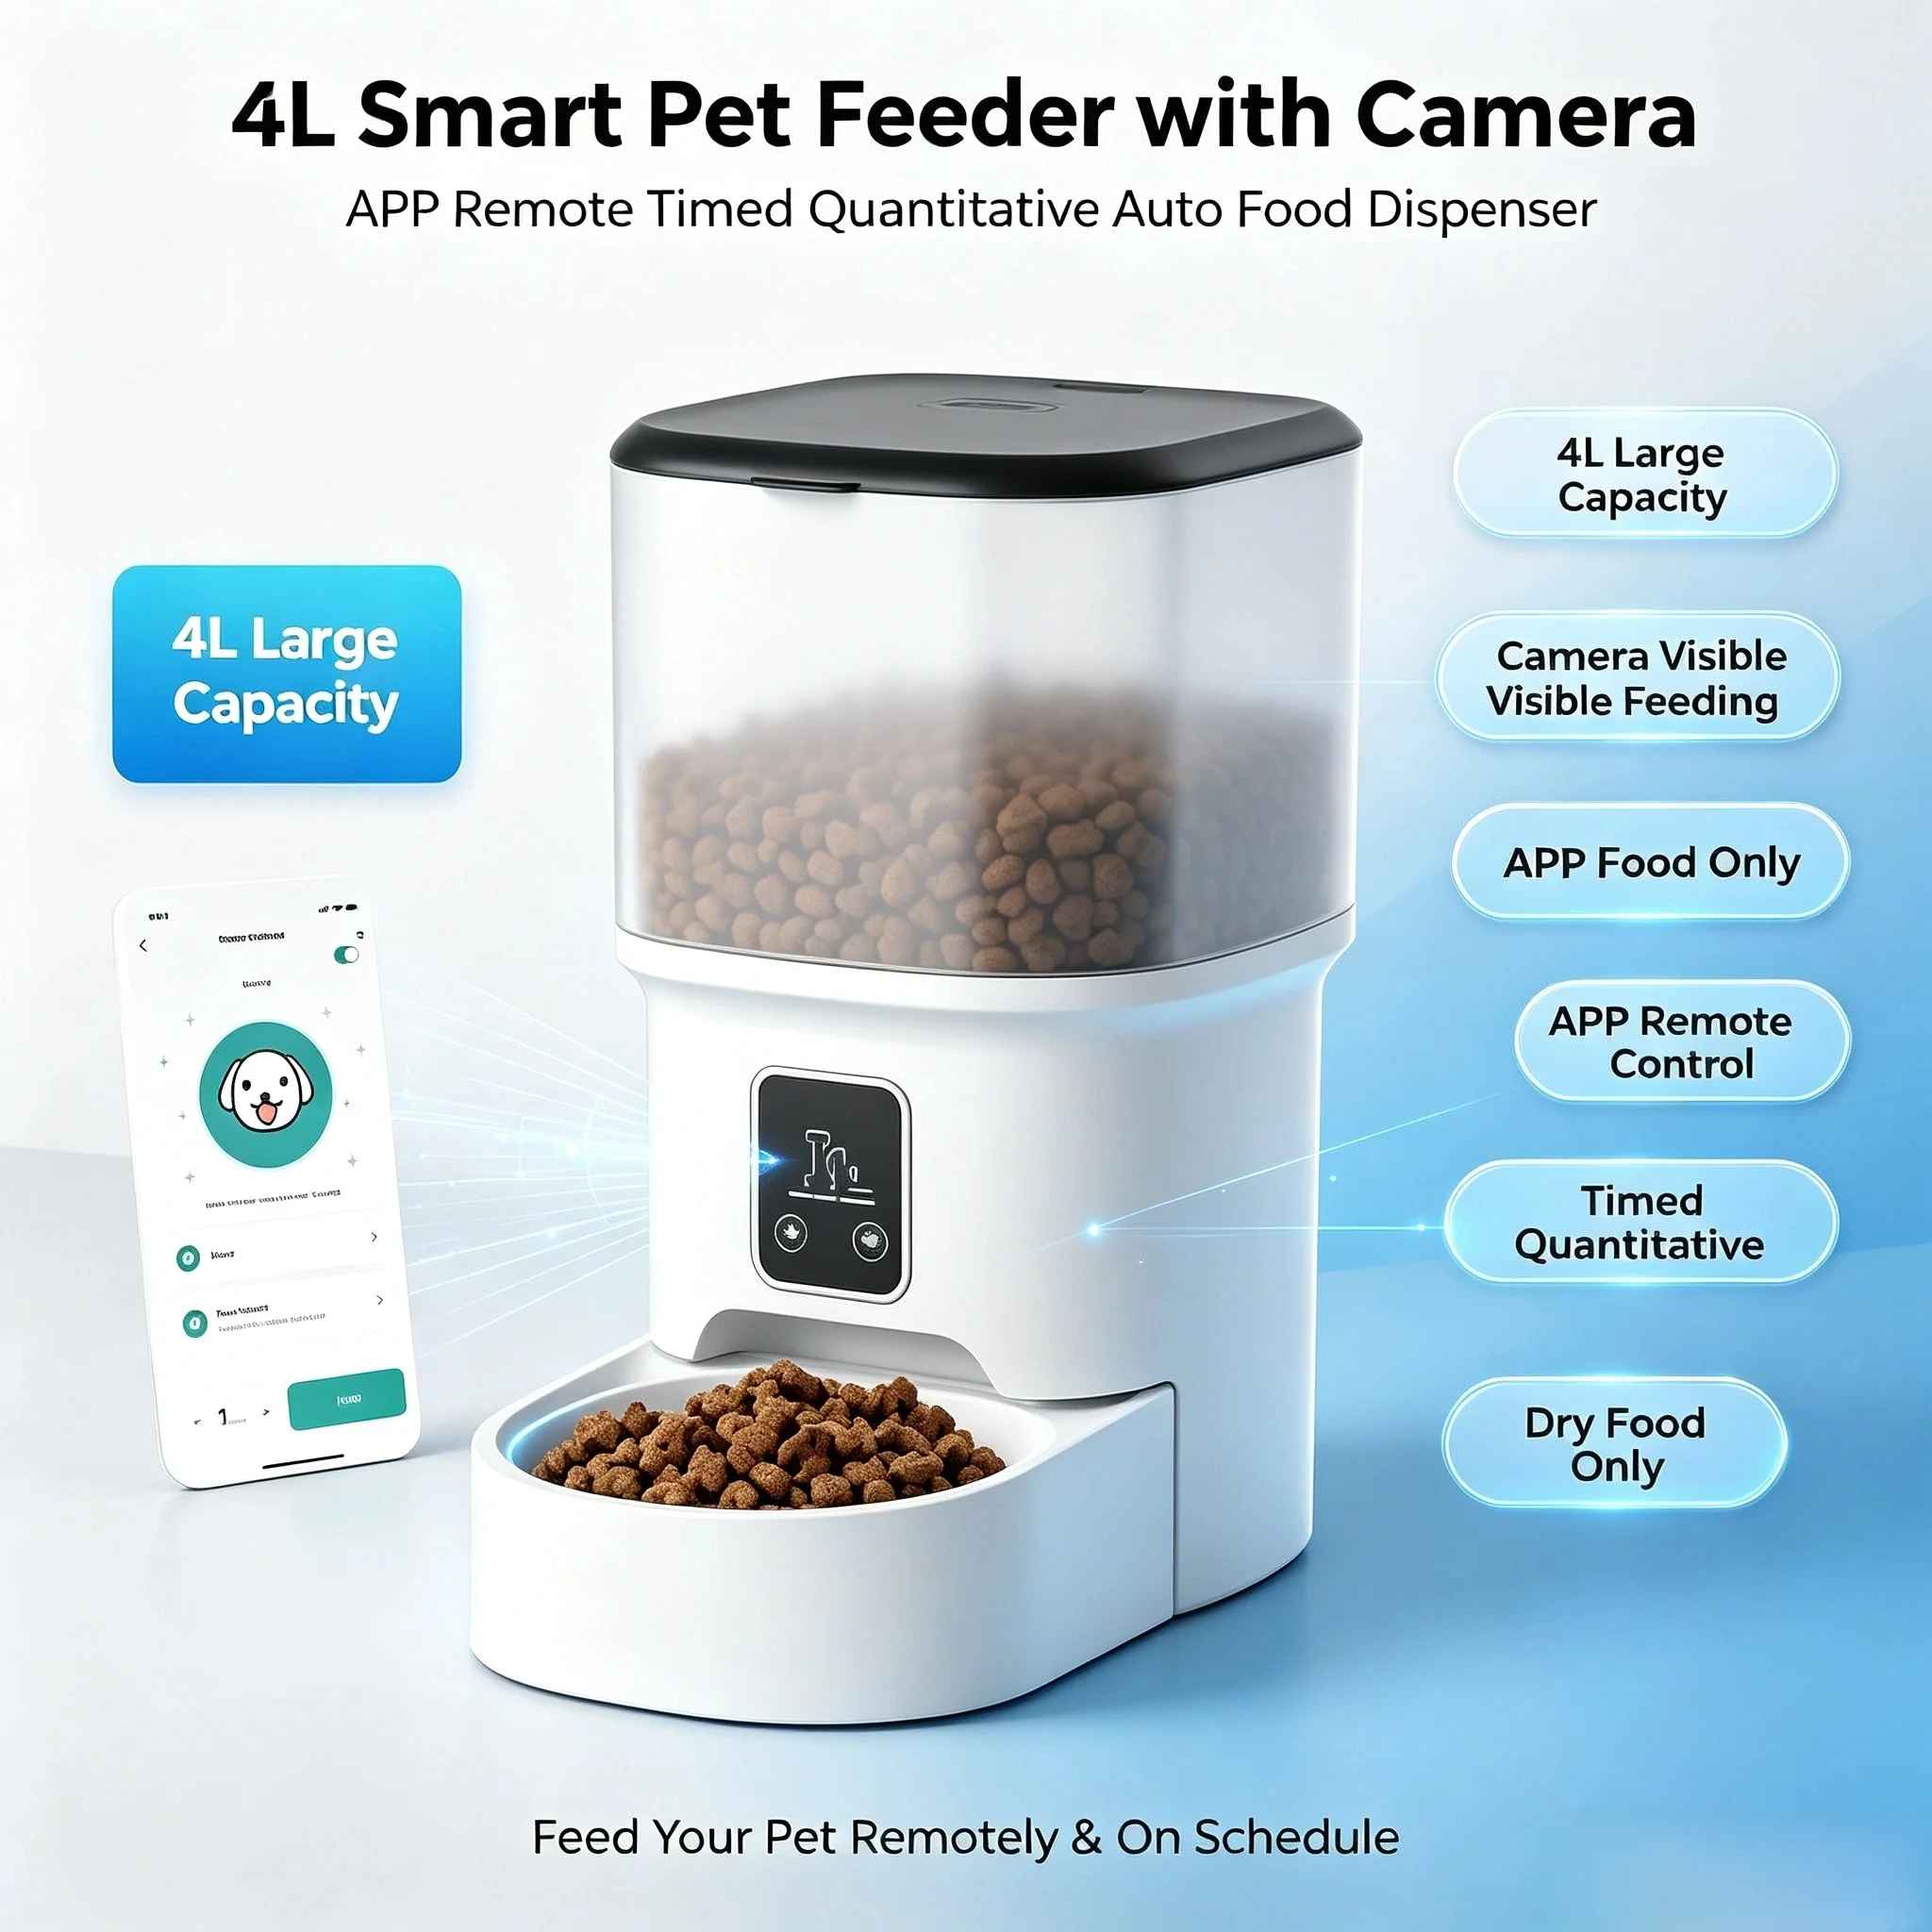 4L Smart Pet Feeder with Camera
APP Remote Timed Quantitative Auto Food Dispenser
4L Large
Capacity
4L Large
Capacity
Camera Visible
Visible Feeding
APP Food Only
APP Remote
Control
Timed
Quantitative
Dry Food
Only
1
Feed Your Pet Remotely & On Schedule